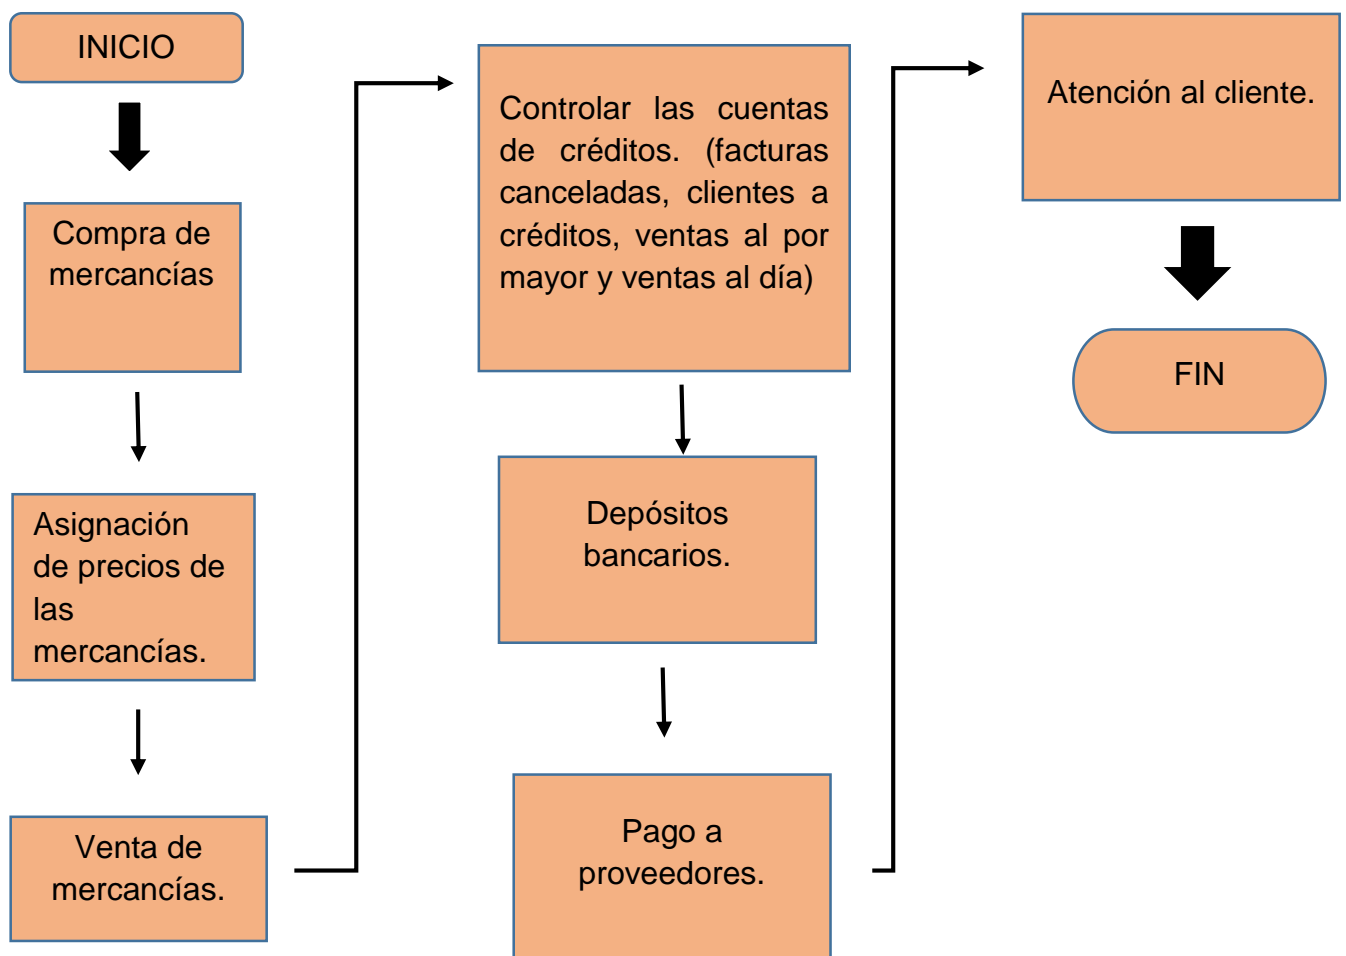 INICIO
Compra de
mercancías
Asignación
de precios de
las
mercancías.
Venta de
mercancías.
Controlar las cuentas
de créditos. (facturas
canceladas, clientes a
créditos, ventas al por
mayor y ventas al día)
Depósitos
bancarios.
Pago a
proveedores.
Atención al cliente.
FIN